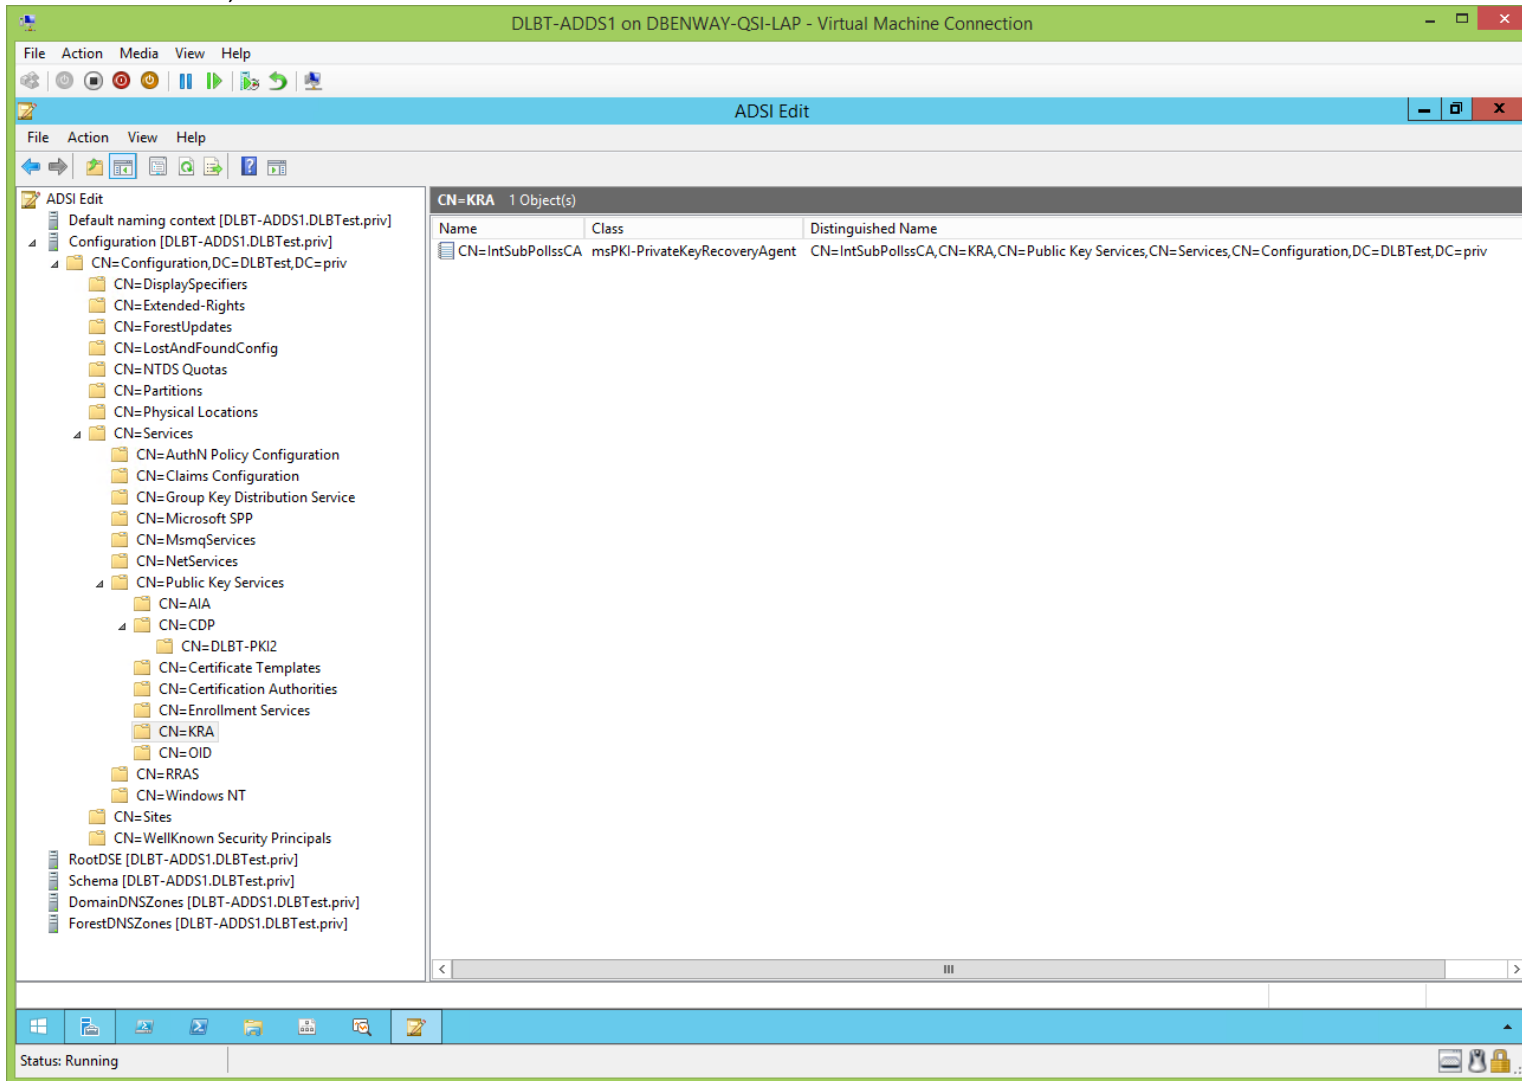 DLBT-ADDS1 on DBENWAY-QSI-LAP - Virtual Machine Connection
File Action Media View Help
ADSI Edit
File Action View Help
ADSI Edit
Default naming context [DLBT-ADDS1.DLBTest.priv]
Configuration [DLBT-ADDS1.DLBTest.priv]
CN=Configuration,DC=DLBTest,DC=priv
CN=DisplaySpecifiers
CN=Extended-Rights
CN=ForestUpdates
CN=LostAndFoundConfig
CN=NTDS Quotas
CN=Partitions
CN=Physical Locations
CN=Services
CN=AuthN Policy Configuration
CN=Claims Configuration
CN=Group Key Distribution Service
CN=Microsoft SPP
CN=MsmqServices
CN=NetServices
CN=Public Key Services
CN=AIA
CN=CDP
CN=DLBT-PKI2
CN=Certificate Templates
CN=Certification Authorities
CN=Enrollment Services
CN=KRA
CN=OID
CN=RRAS
CN=Windows NT
CN=Sites
CN=WellKnown Security Principals
RootDSE [DLBT-ADDS1.DLBTest.priv]
Schema [DLBT-ADDS1.DLBTest.priv]
DomainDNSZones [DLBT-ADDS1.DLBTest.priv]
ForestDNSZones [DLBT-ADDS1.DLBTest.priv]
CN=KRA 1 Object(s)
Name Class Distinguished Name
CN=IntSubPolIssCA msPKI-PrivateKeyRecoveryAgent CN=IntSubPolIssCA,CN=KRA,CN=Public Key Services,CN=Services,CN=Configuration,DC=DLBTest,DC=priv
Status: Running